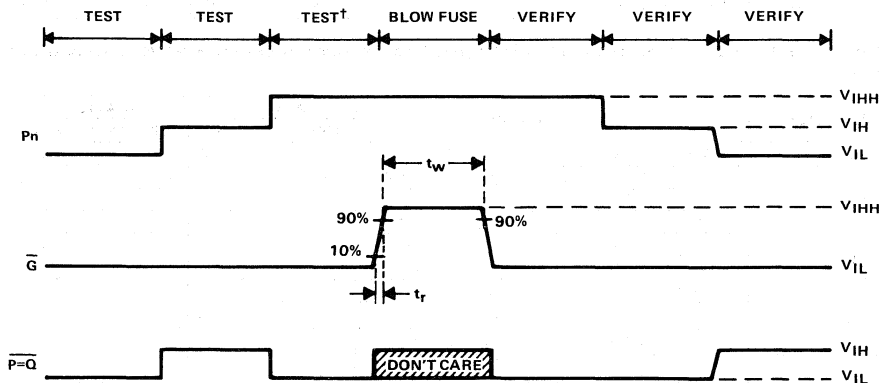 TEST TEST TEST† BLOW FUSE VERIFY VERIFY VERIFY
VIHH
Pn
VIH
VIL
tw
VIHH
90%
90%
10%
G
VIL
tr
P=Q
DON'T CARE
VIH
VIL